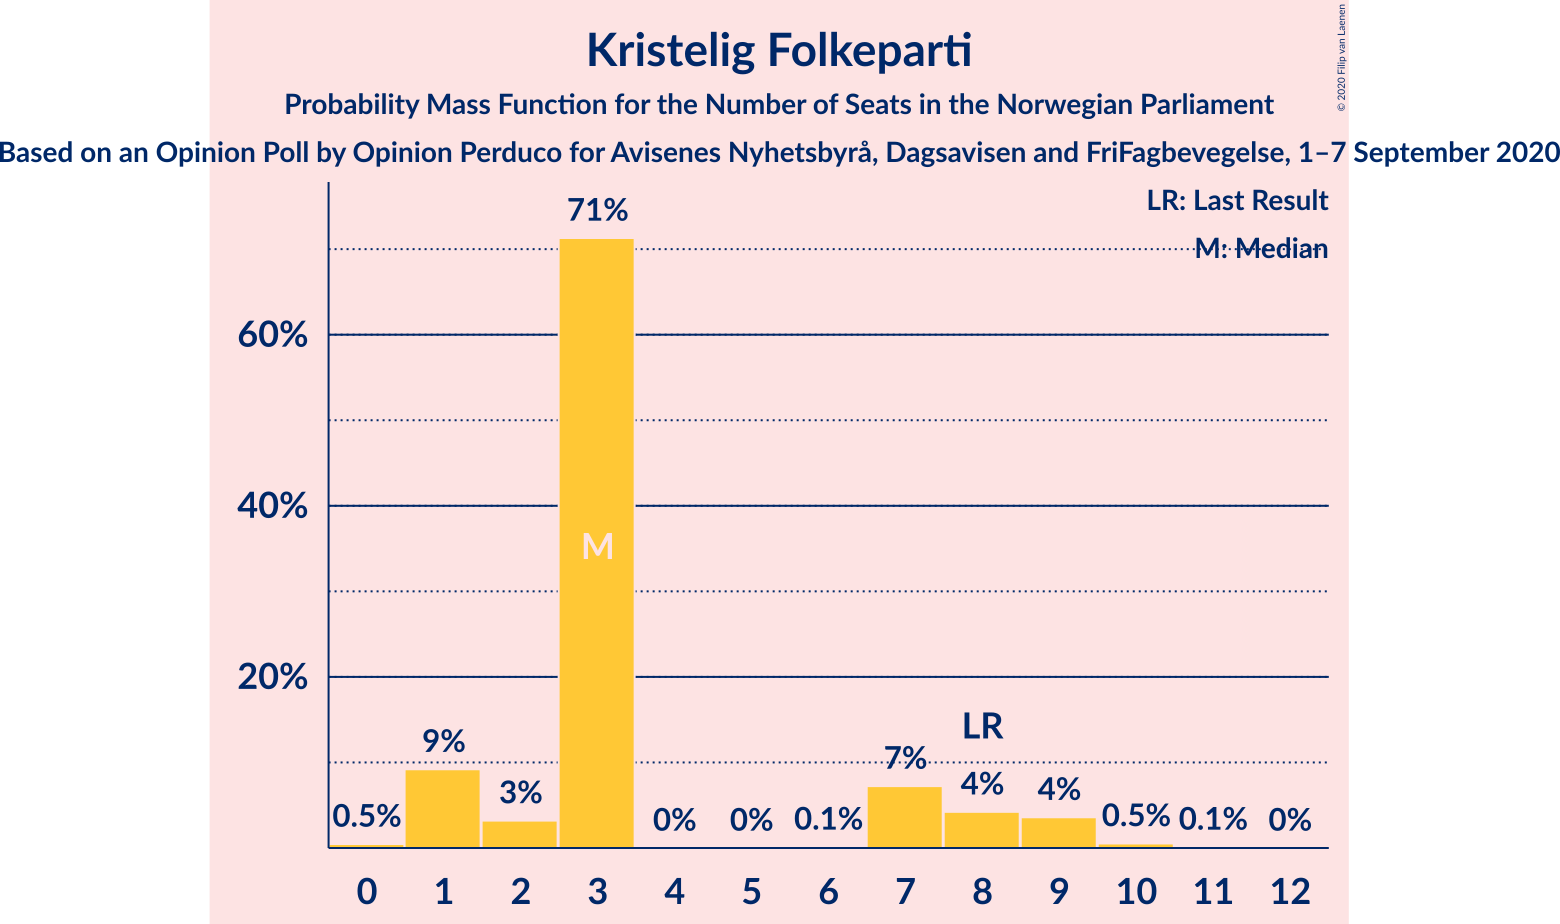 Kristelig Folkeparti
Probability Mass Function for the Number of Seats in the Norwegian Parliament
Based on an Opinion Poll by Opinion Perduco for Avisenes Nyhetsbyrå, Dagsavisen and FriFagbevegelse, 1–7 September 2020
© 2020 Filip van Laenen
LR: Last Result
M: Median
71%
60%
40%
M
20%
LR
9%
7%
3%
4%
4%
0.5%
0%
0%
0.1%
0.5%
0.1%
0%
0 1 2 3 4 5 6 7 8 9 10 11 12